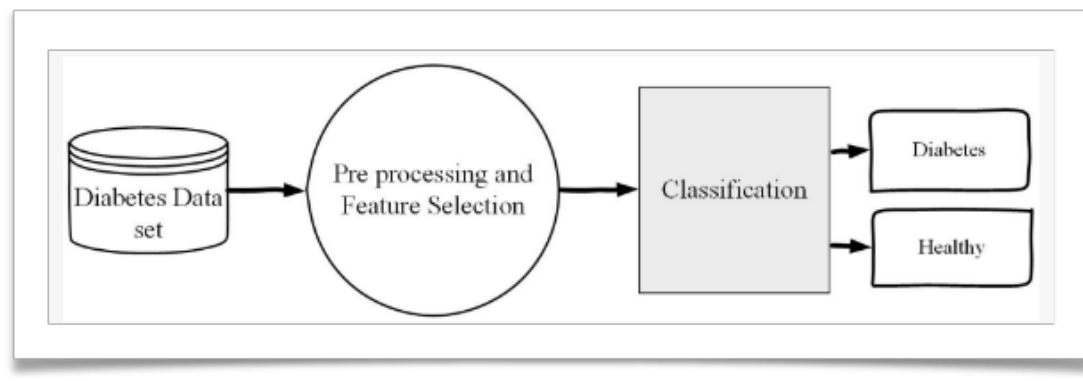 Diabetes Data
set
Pre processing and
Feature Selection
Classification
Diabetes
Healthy